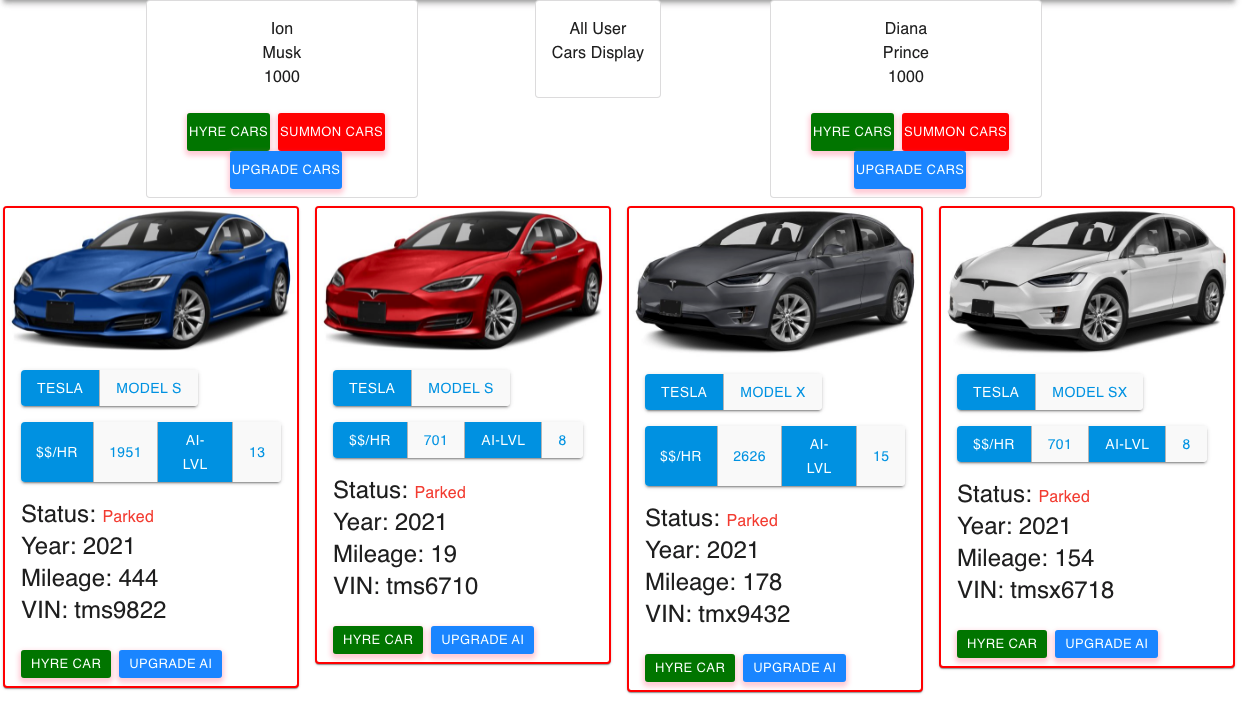 Ion
Musk
1000
HYRE CARS SUMMON CARS
UPGRADE CARS
All User
Cars Display
Diana
Prince
1000
HYRE CARS SUMMON CARS
UPGRADE CARS
TESLA MODEL S
$$/HR 1951 AI-
LVL 13
Status: Parked
Year: 2021
Mileage: 444
VIN: tms9822
HYRE CAR UPGRADE AI
TESLA MODEL S
$$/HR 701 AI-LVL 8
Status: Parked
Year: 2021
Mileage: 19
VIN: tms6710
HYRE CAR UPGRADE AI
TESLA MODEL X
$$/HR 2626 AI-
LVL 15
Status: Parked
Year: 2021
Mileage: 178
VIN: tmx9432
HYRE CAR UPGRADE AI
TESLA MODEL SX
$$/HR 701 AI-LVL 8
Status: Parked
Year: 2021
Mileage: 154
VIN: tmsx6718
HYRE CAR UPGRADE AI